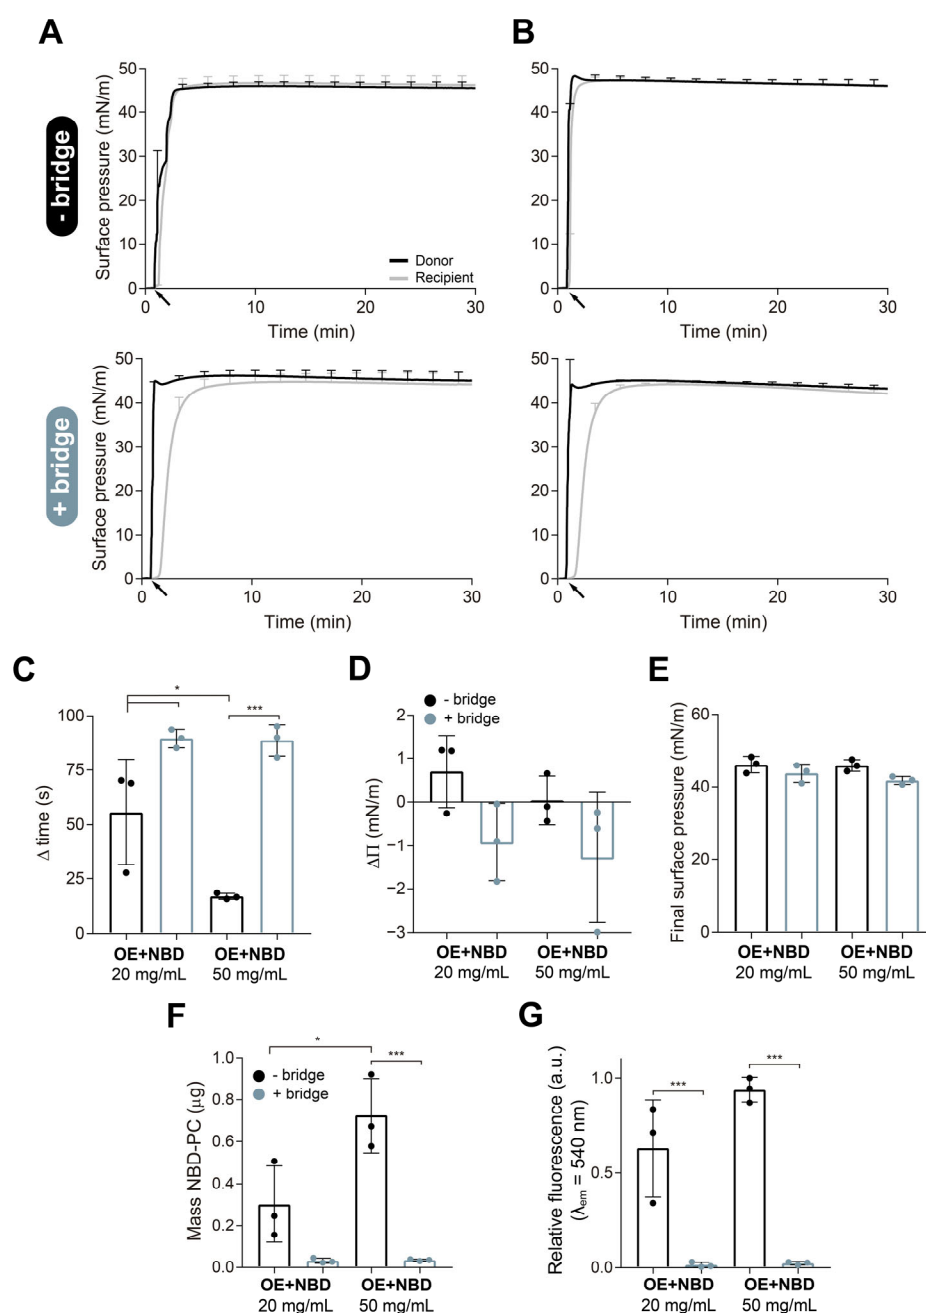 A
B
- bridge
50
40
30
20
10
0
Surface pressure (mN/m)
Donor
Recipient
0
10
20
30
Time (min)
50
40
30
20
10
0
Surface pressure (mN/m)
0
10
20
30
Time (min)
+ bridge
50
40
30
20
10
0
Surface pressure (mN/m)
0
10
20
30
Time (min)
50
40
30
20
10
0
Surface pressure (mN/m)
0
10
20
30
Time (min)
C
100
75
50
25
0
Δ time (s)
*
***
OE+NBD
20 mg/mL
OE+NBD
50 mg/mL
D
- bridge
+ bridge
2
1
0
−1
−2
−3
ΔΠ (mN/m)
OE+NBD
20 mg/mL
OE+NBD
50 mg/mL
E
60
40
20
0
Final surface pressure (mN/m)
OE+NBD
20 mg/mL
OE+NBD
50 mg/mL
F
1.0
0.8
0.6
0.4
0.2
0.0
Mass NBD-PC (μg)
- bridge
+ bridge
*
***
OE+NBD
20 mg/mL
OE+NBD
50 mg/mL
G
1.0
0.5
0.0
Relative fluorescence (a.u.)
(λem = 540 nm)
***
***
OE+NBD
20 mg/mL
OE+NBD
50 mg/mL